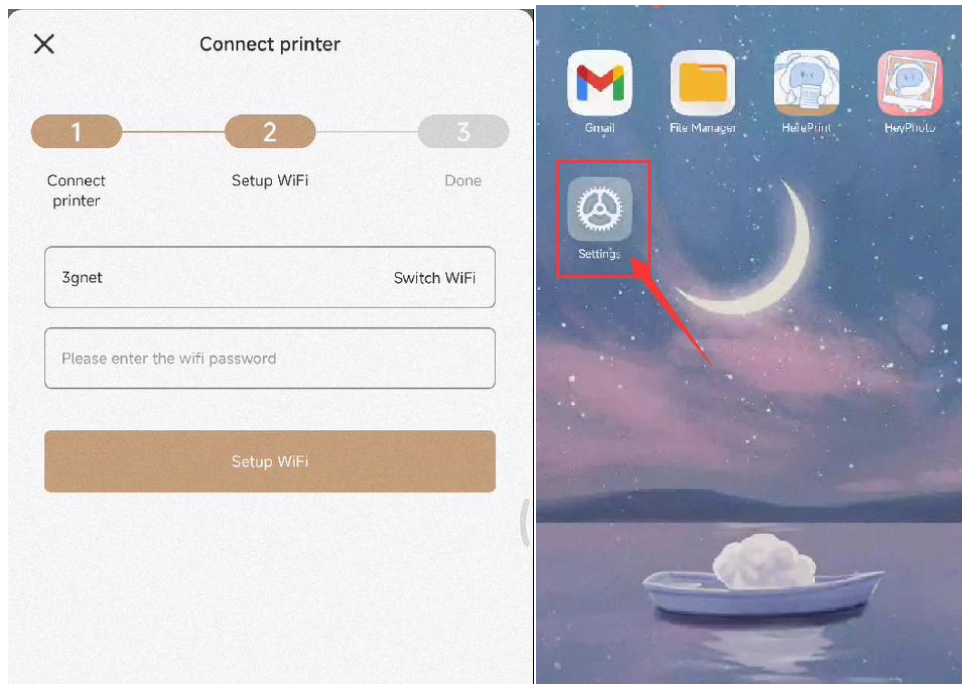 Connect printer
1
2
3
Connect
printer
Setup WiFi
Done
3gnet
Switch WiFi
Please enter the wifi password
Setup WiFi
Gmail
File Manager
HerePrint
HeyPhoto
Settings